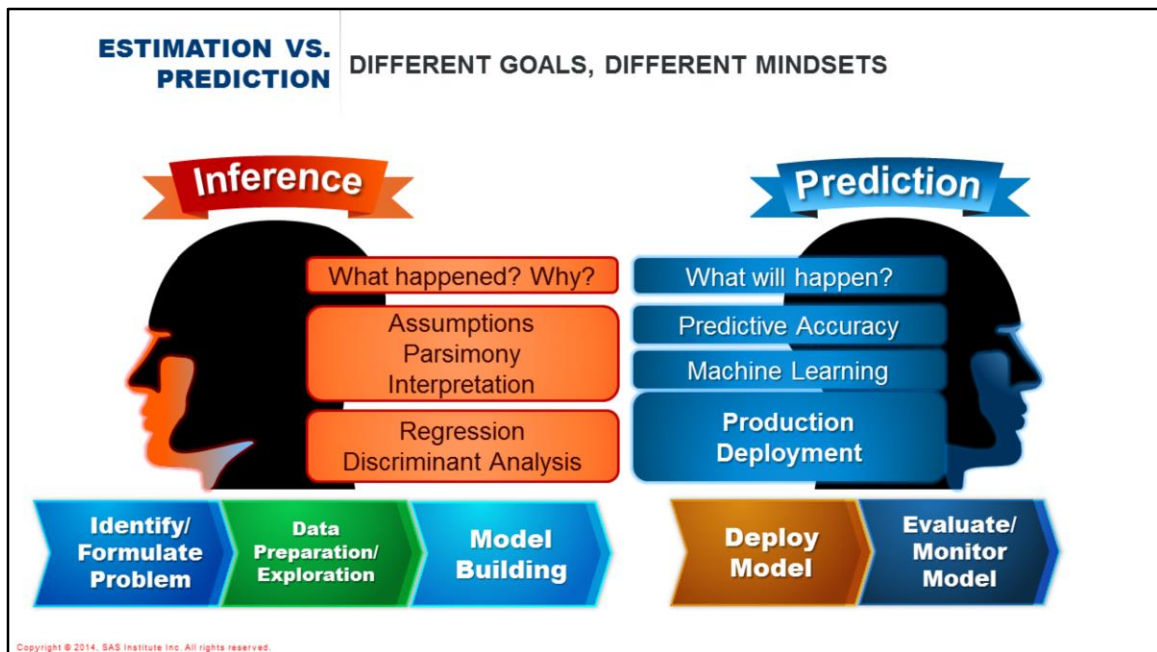 ESTIMATION VS.
PREDICTION
DIFFERENT GOALS, DIFFERENT MINDSETS
Inference
Prediction
What happened? Why?
Assumptions
Parsimony
Interpretation
Regression
Discriminant Analysis
What will happen?
Predictive Accuracy
Machine Learning
Production
Deployment
Identify/
Formulate
Problem
Data
Preparation/
Exploration
Model
Building
Deploy
Model
Evaluate/
Monitor
Model
Copyright © 2014, SAS Institute Inc. All rights reserved.